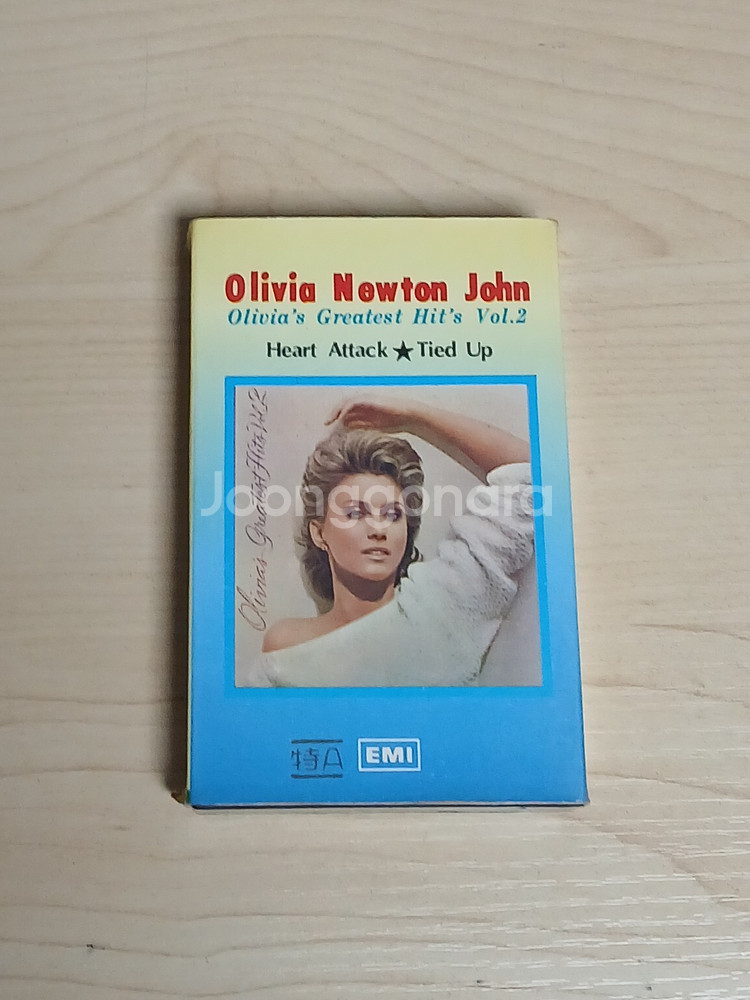 Olivia Newton John
Olivia's Greatest Hit's Vol.2
Heart Attack ★ Tied Up
Olivia's Greatest Hits Vol. 2
Joonggonara
特A EMI